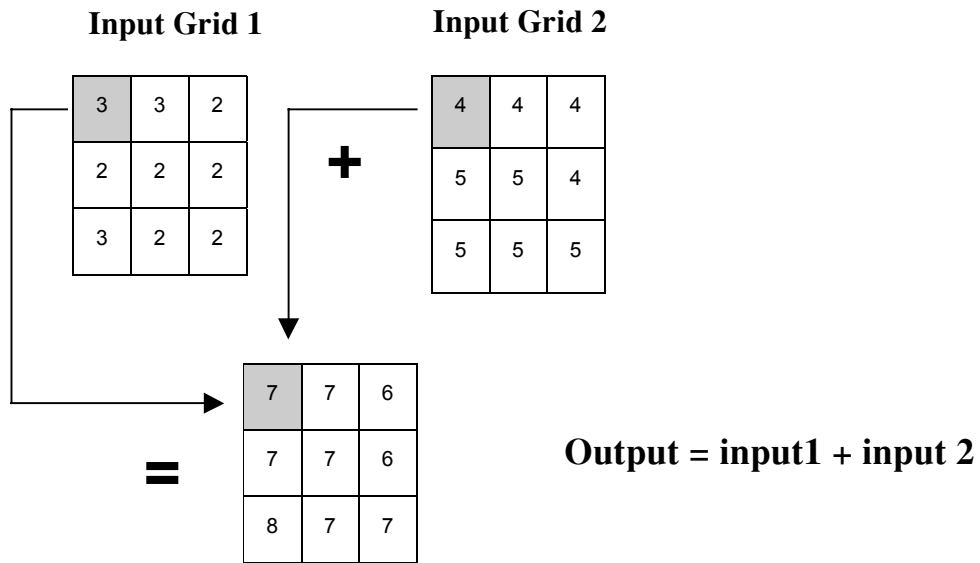 Input Grid 1
Input Grid 2
3 3 2
2 2 2
3 2 2
+
4 4 4
5 5 4
5 5 5
=
7 7 6
7 7 6
8 7 7
Output = input1 + input 2